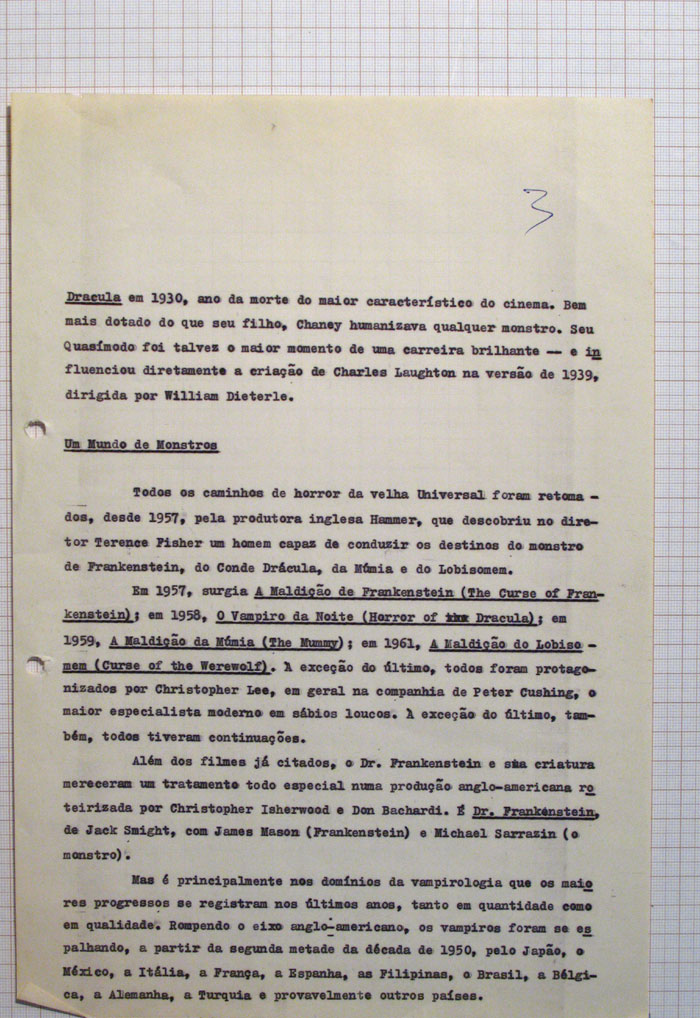 3
Dracula em 1930, ano da morte do maior característico do cinema. Bem
mais dotado do que seu filho, Chaney humanizava qualquer monstro. Seu
Quasímodo foi talvez o maior momento de uma carreira brilhante -- e in
fluenciou diretamente a criação de Charles Laughton na versão de 1939,
dirigida por William Dieterle.
Um Mundo de Monstros
Todos os caminhos de horror da velha Universal foram retoma -
dos, desde 1957, pela produtora inglesa Hammer, que descobriu no dire-
tor Terence Fisher um homem capaz de conduzir os destinos do monstro
de Frankenstein, do Conde Drácula, da Múmia e do Lobisomem.
Em 1957, surgia A Maldição de Frankenstein (The Curse of Fran-
kenstein); em 1958, O Vampiro da Noite (Horror of Dracula); em
1959, A Maldição da Múmia (The Mummy); em 1961, A Maldição do Lobiso -
mem (Curse of the Werewolf). À exceção do último, todos foram protago-
nizados por Christopher Lee, em geral na companhia de Peter Cushing, o
maior especialista moderno em sábios loucos. À exceção do último, tam-
bém, todos tiveram continuações.
Além dos filmes já citados, o Dr. Frankenstein e sua criatura
mereceram um tratamento todo especial numa produção anglo-americana ro
teirizada por Christopher Isherwood e Don Bachardi. É Dr. Frankenstein,
de Jack Smight, com James Mason (Frankenstein) e Michael Sarrazin (o
monstro).
Mas é principalmente nos domínios da vampirologia que os maio
res progressos se registram nos últimos anos, tanto em quantidade como
em qualidade. Rompendo o eixo anglo-americano, os vampiros foram se es
palhando, a partir da segunda metade da década de 1950, pelo Japão, o
México, a Itália, a França, a Espanha, as Filipinas, o Brasil, a Bélgi-
ca, a Alemanha, a Turquia e provavelmente outros países.